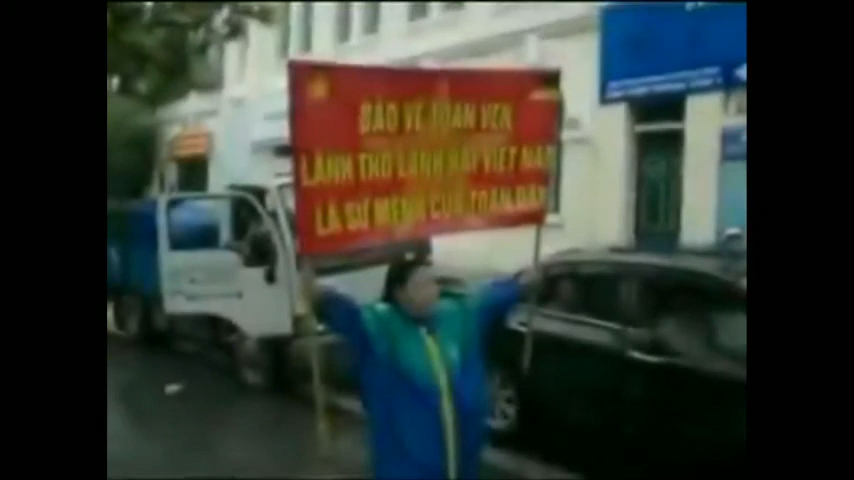 BẢO VỆ TOÀN VẸN
LÃNH THỔ LÃNH HẢI VIỆT NAM
LÀ SỨ MỆNH CỦA TOÀN DÂN